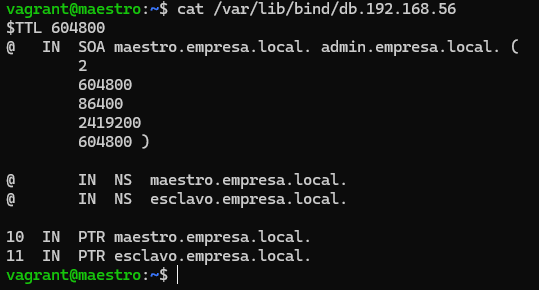 vagrant@maestro:~$ cat /var/lib/bind/db.192.168.56
$TTL 604800
@   IN  SOA maestro.empresa.local. admin.empresa.local. (
        2
        604800
        86400
        2419200
        604800 )

@       IN  NS  maestro.empresa.local.
@       IN  NS  esclavo.empresa.local.

10  IN  PTR maestro.empresa.local.
11  IN  PTR esclavo.empresa.local.
vagrant@maestro:~$